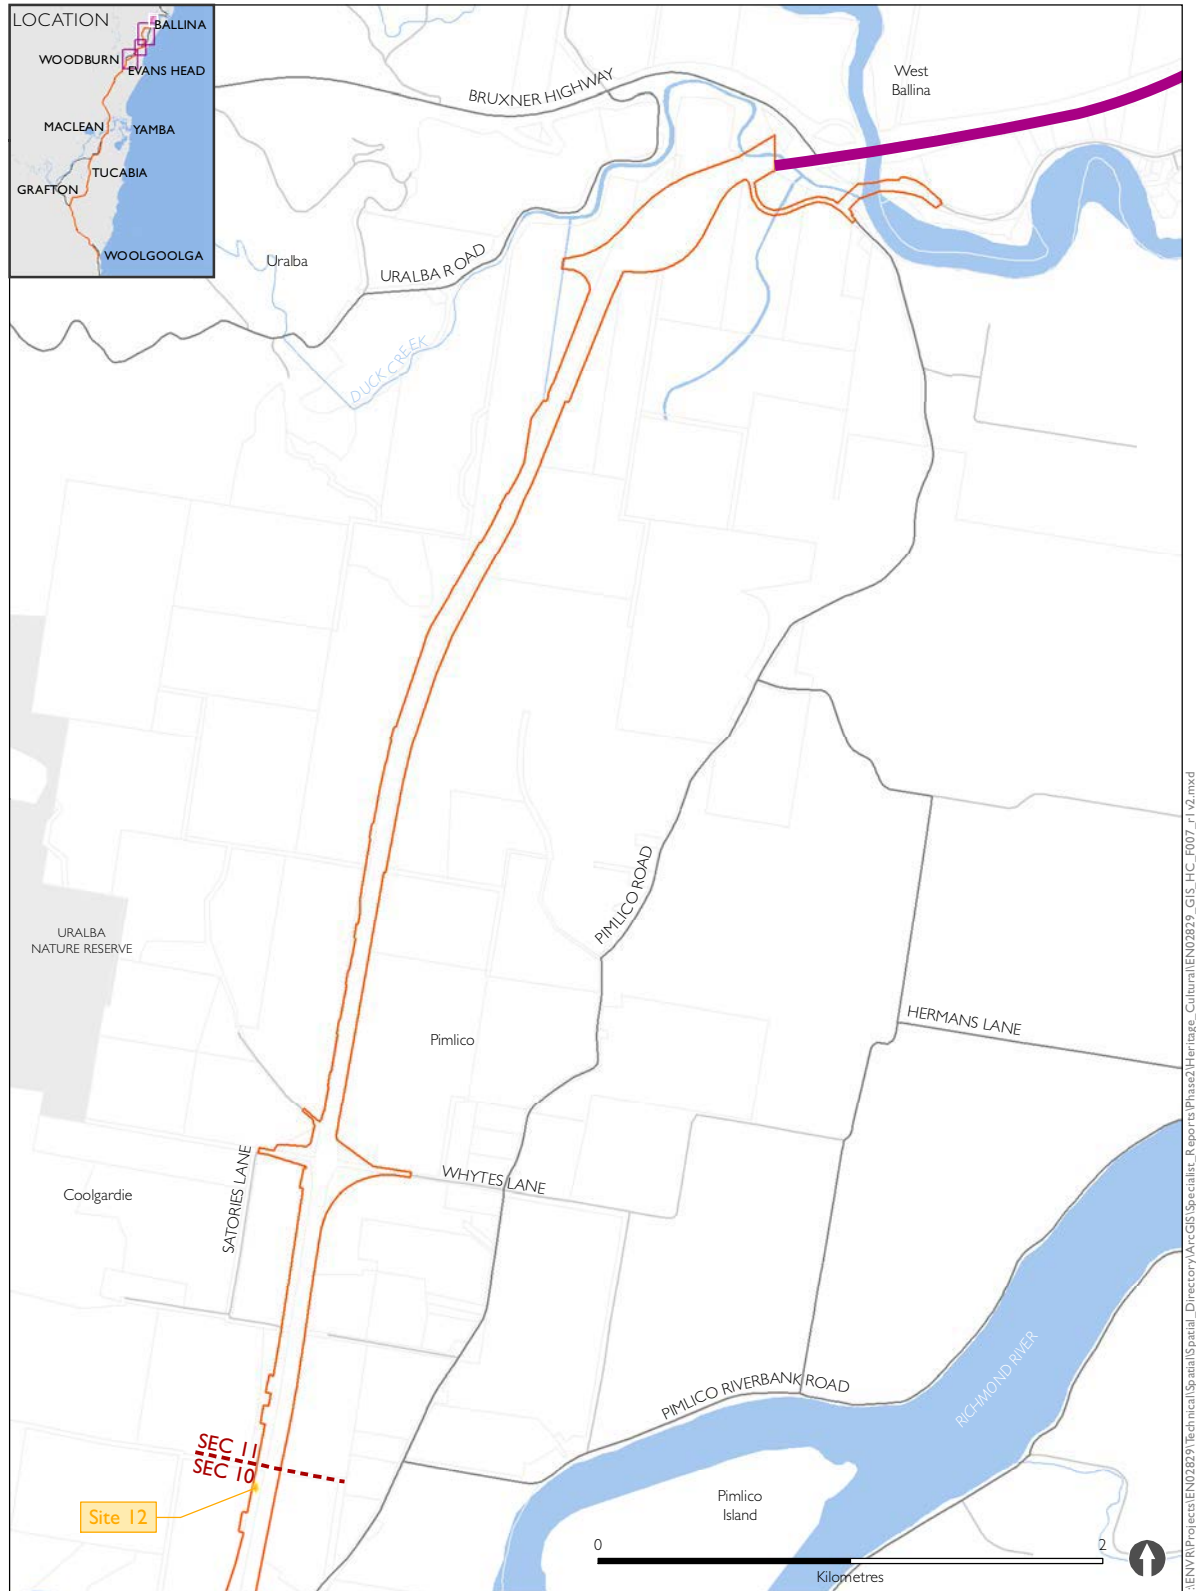 LOCATION
BALLINA
WOODBURN
EVANS HEAD
MACLEAN
YAMBA
TUCABIA
GRAFTON
WOOLGOOLGA
BRUXNER HIGHWAY
West
Ballina
Uralba
URALBA ROAD
DUCK CREEK
PIMLICO ROAD
URALBA
NATURE RESERVE
HERMANS LANE
Pimlico
SATORIES LANE
WHYTES LANE
Coolgardie
PIMLICO RIVERBANK ROAD
RICHMOND RIVER
SEC 11
SEC 10
Site 12
Pimlico
Island
0
2
Kilometres
:ENVR\Projects\EN02829\Technical\Spatial\Spatial_Directory\ArcGIS\Specialist_Reports\Phase2\Heritage_Cultural\EN02829_GIS_HC_F007_r1v2.mxd